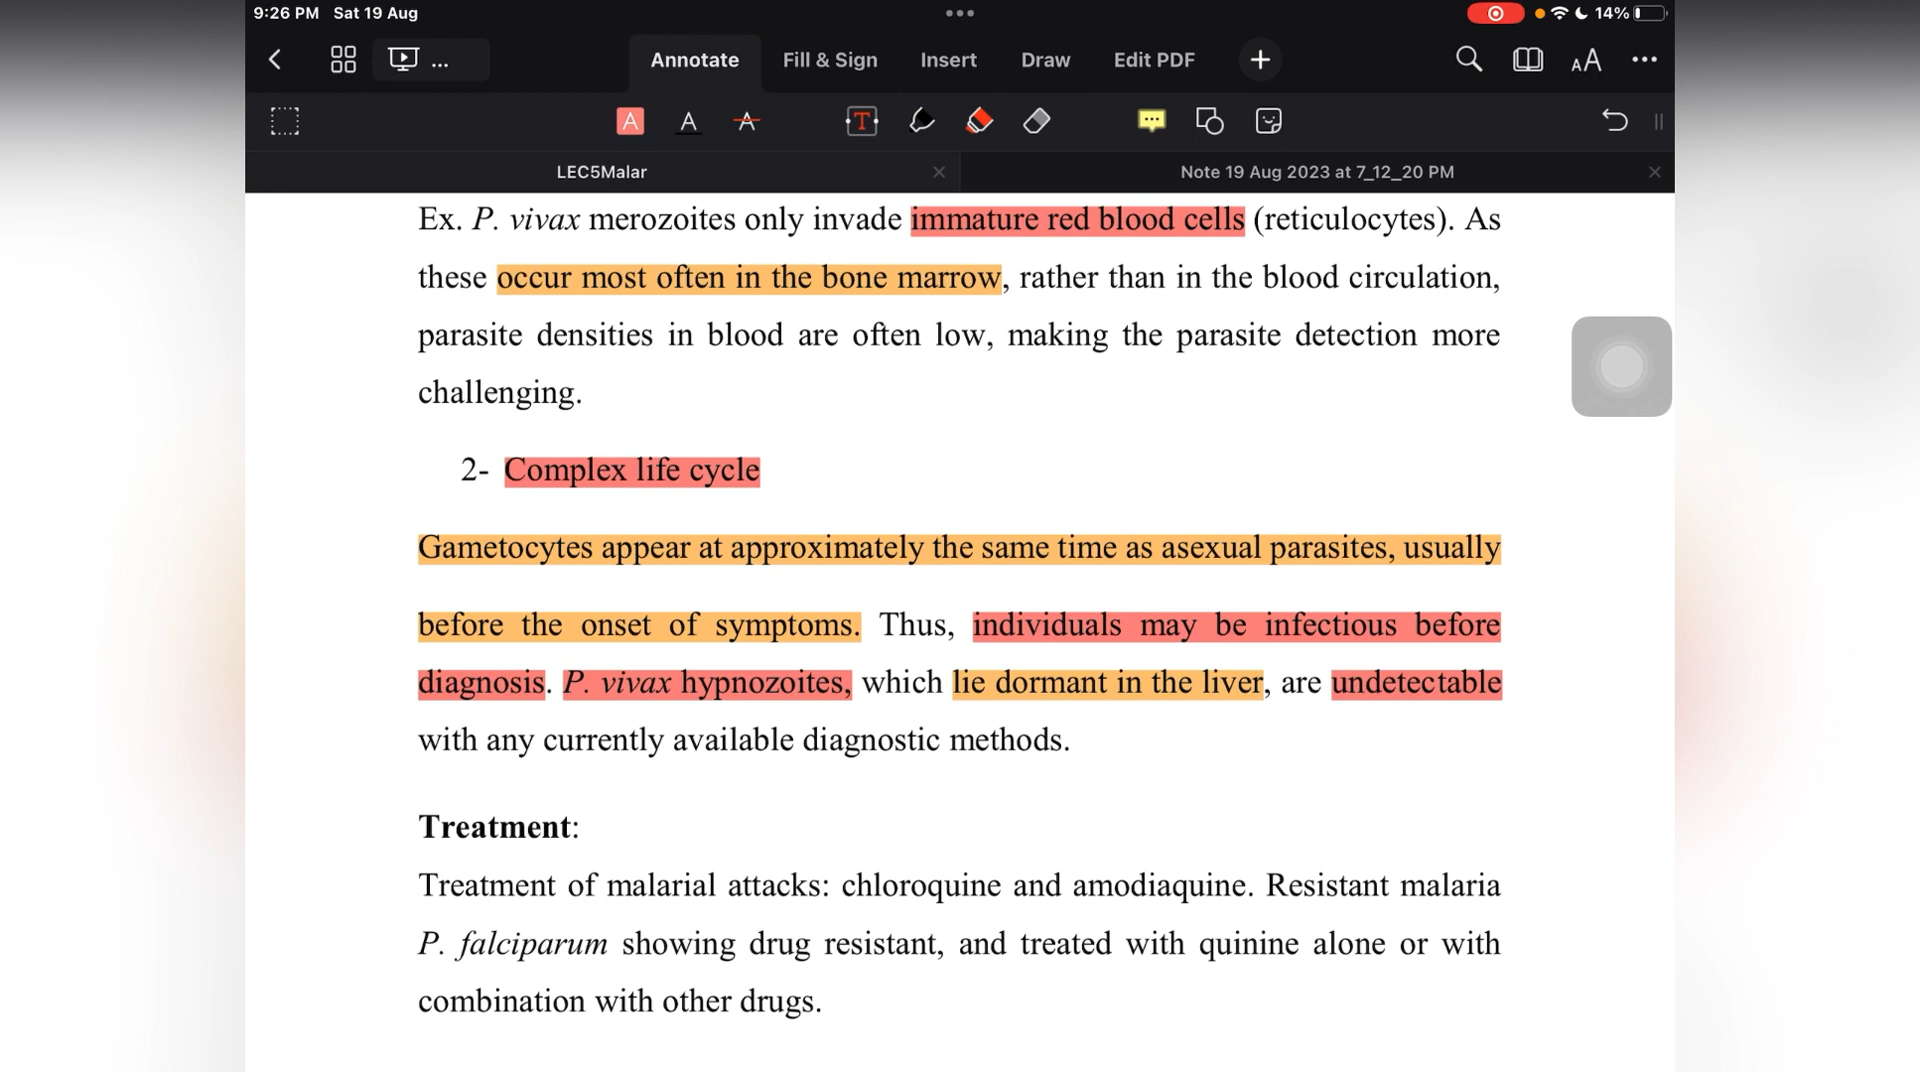 9:26 PM Sat 19 Aug
14%
Annotate Fill & Sign Insert Draw Edit PDF
LEC5Malar
Note 19 Aug 2023 at 7_12_20 PM
Ex. P. vivax merozoites only invade immature red blood cells (reticulocytes). As
these occur most often in the bone marrow, rather than in the blood circulation,
parasite densities in blood are often low, making the parasite detection more
challenging.
2- Complex life cycle
Gametocytes appear at approximately the same time as asexual parasites, usually
before the onset of symptoms. Thus, individuals may be infectious before
diagnosis. P. vivax hypnozoites, which lie dormant in the liver, are undetectable
with any currently available diagnostic methods.
Treatment:
Treatment of malarial attacks: chloroquine and amodiaquine. Resistant malaria
P. falciparum showing drug resistant, and treated with quinine alone or with
combination with other drugs.